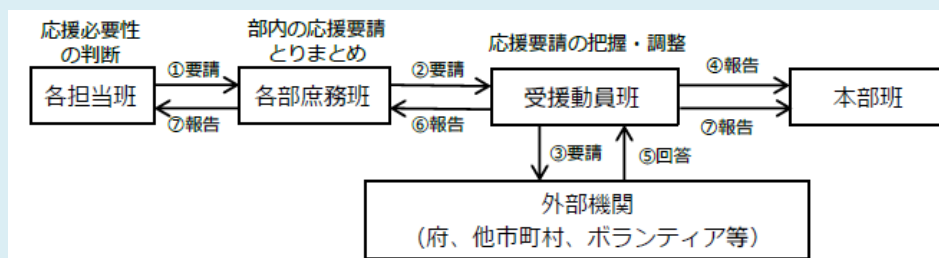 応援必要性
の判断
部内の応援要請
とりまとめ
応援要請の把握・調整
①要請
②要請
④報告
各担当班
各部庶務班
受援動員班
本部班
⑦報告
⑥報告
⑦報告
③要請
⑤回答
外部機関
（府、他市町村、ボランティア等）